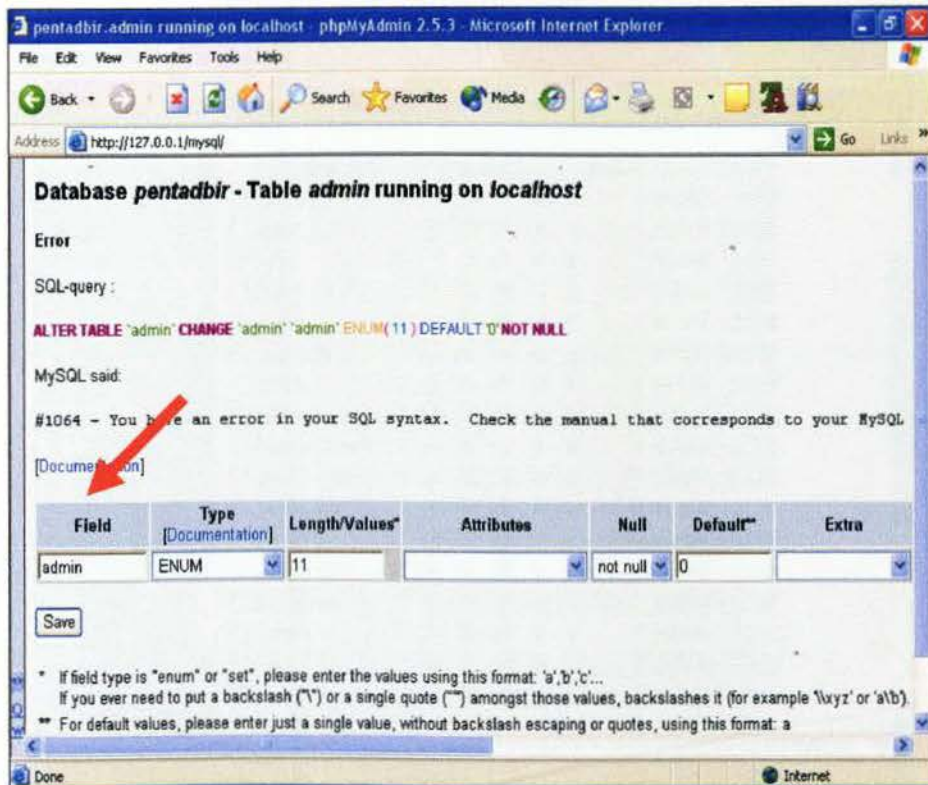 pentadbir.admin running on localhost - phpMyAdmin 2.5.3 - Microsoft Internet Explorer
File Edit View Favorites Tools Help
Back Search Favorites Media
Address http://127.0.0.1/mysql/ Go Links »
Database pentadbir - Table admin running on localhost
Error
SQL-query :
ALTER TABLE `admin` CHANGE `admin` `admin` ENUM( 11 ) DEFAULT '0' NOT NULL
MySQL said:
#1064 - You have an error in your SQL syntax. Check the manual that corresponds to your MySQL
[Documentation]
Field Type [Documentation] Length/Values* Attributes Null Default** Extra
admin ENUM 11 not null 0
Save
* If field type is "enum" or "set", please enter the values using this format: 'a','b','c'...
If you ever need to put a backslash ("\") or a single quote ("'") amongst those values, backslashes it (for example '\\xyz' or 'a\'b').
** For default values, please enter just a single value, without backslash escaping or quotes, using this format: a
Done Internet